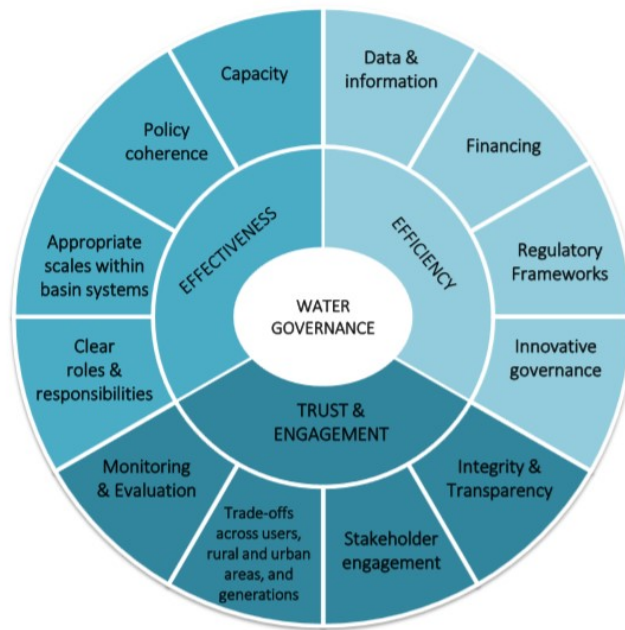 WATER
GOVERNANCE
EFFECTIVENESS
EFFICIENCY
TRUST &
ENGAGEMENT
Capacity
Policy
coherence
Appropriate
scales within
basin systems
Clear
roles &
responsibilities
Data &
information
Financing
Regulatory
Frameworks
Innovative
governance
Integrity &
Transparency
Stakeholder
engagement
Trade-offs
across users,
rural and urban
areas, and
generations
Monitoring
& Evaluation